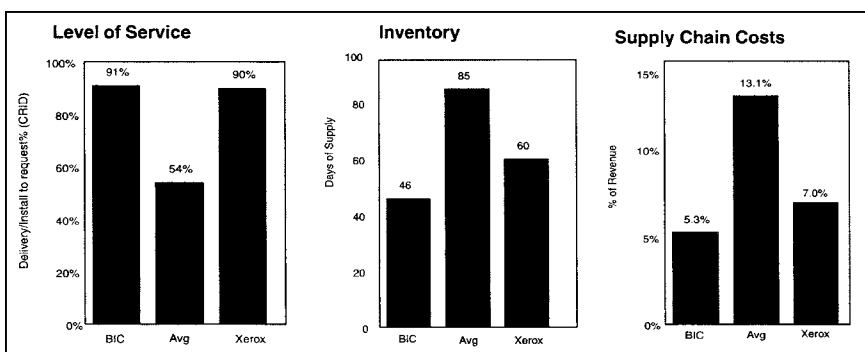 Level of Service
100%
80%
60%
40%
20%
0%
Delivery/Install to request% (CRID)
91%
54%
90%
BIC
Avg
Xerox
Inventory
100
80
60
40
20
0
Days of Supply
46
85
60
BIC
Avg
Xerox
Supply Chain Costs
15%
10%
5%
0%
% of Revenue
5.3%
13.1%
7.0%
BIC
Avg
Xerox